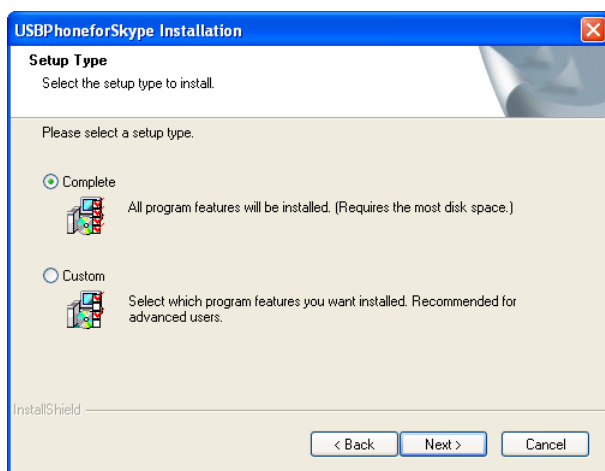 USBPhoneforSkype Installation
Setup Type
Select the setup type to install.
Please select a setup type.
Complete
All program features will be installed. (Requires the most disk space.)
Custom
Select which program features you want installed. Recommended for
advanced users.
InstallShield
< Back
Next >
Cancel